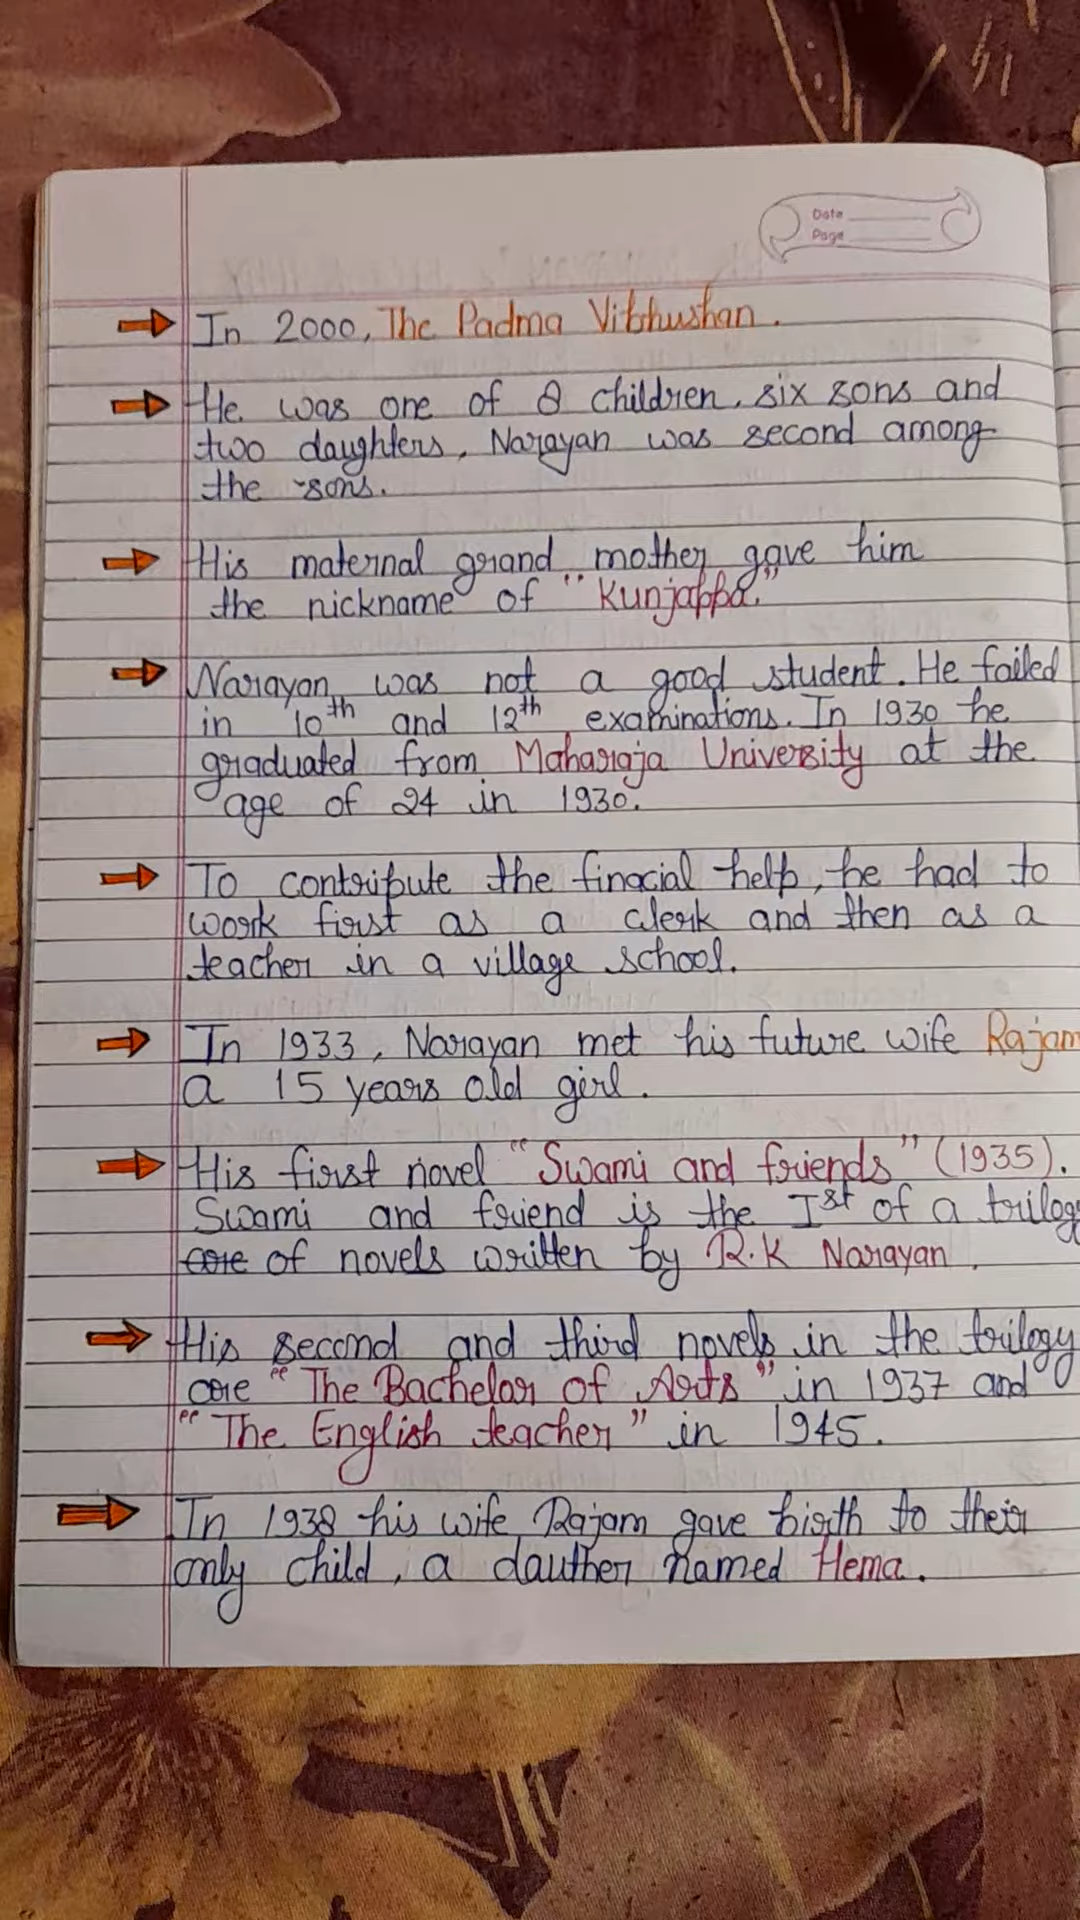 Date
Page
In 2000, The Padma Vibhushan.
He was one of 8 children, six sons and
two daughters, Narayan was second among
the sons.
His maternal grand mother gave him
the nickname of "Kunjappa."
Narayan was not a good student. He failed
in 10th and 12th examinations. In 1930 he
graduated from Maharaja University at the
age of 24 in 1930.
To contribute the finacial help, he had to
work first as a clerk and then as a
teacher in a village school.
In 1933, Narayan met his future wife Rajam
a 15 years old girl.
His first novel "Swami and friends" (1935).
Swami and friend is the Ist of a trilogy
core of novels written by R.K Narayan.
His second and third novels in the trilogy
core "The Bachelor of Arts" in 1937 and
"The English teacher" in 1945.
In 1938 his wife Rajam gave birth to their
only child, a dauther named Hema.